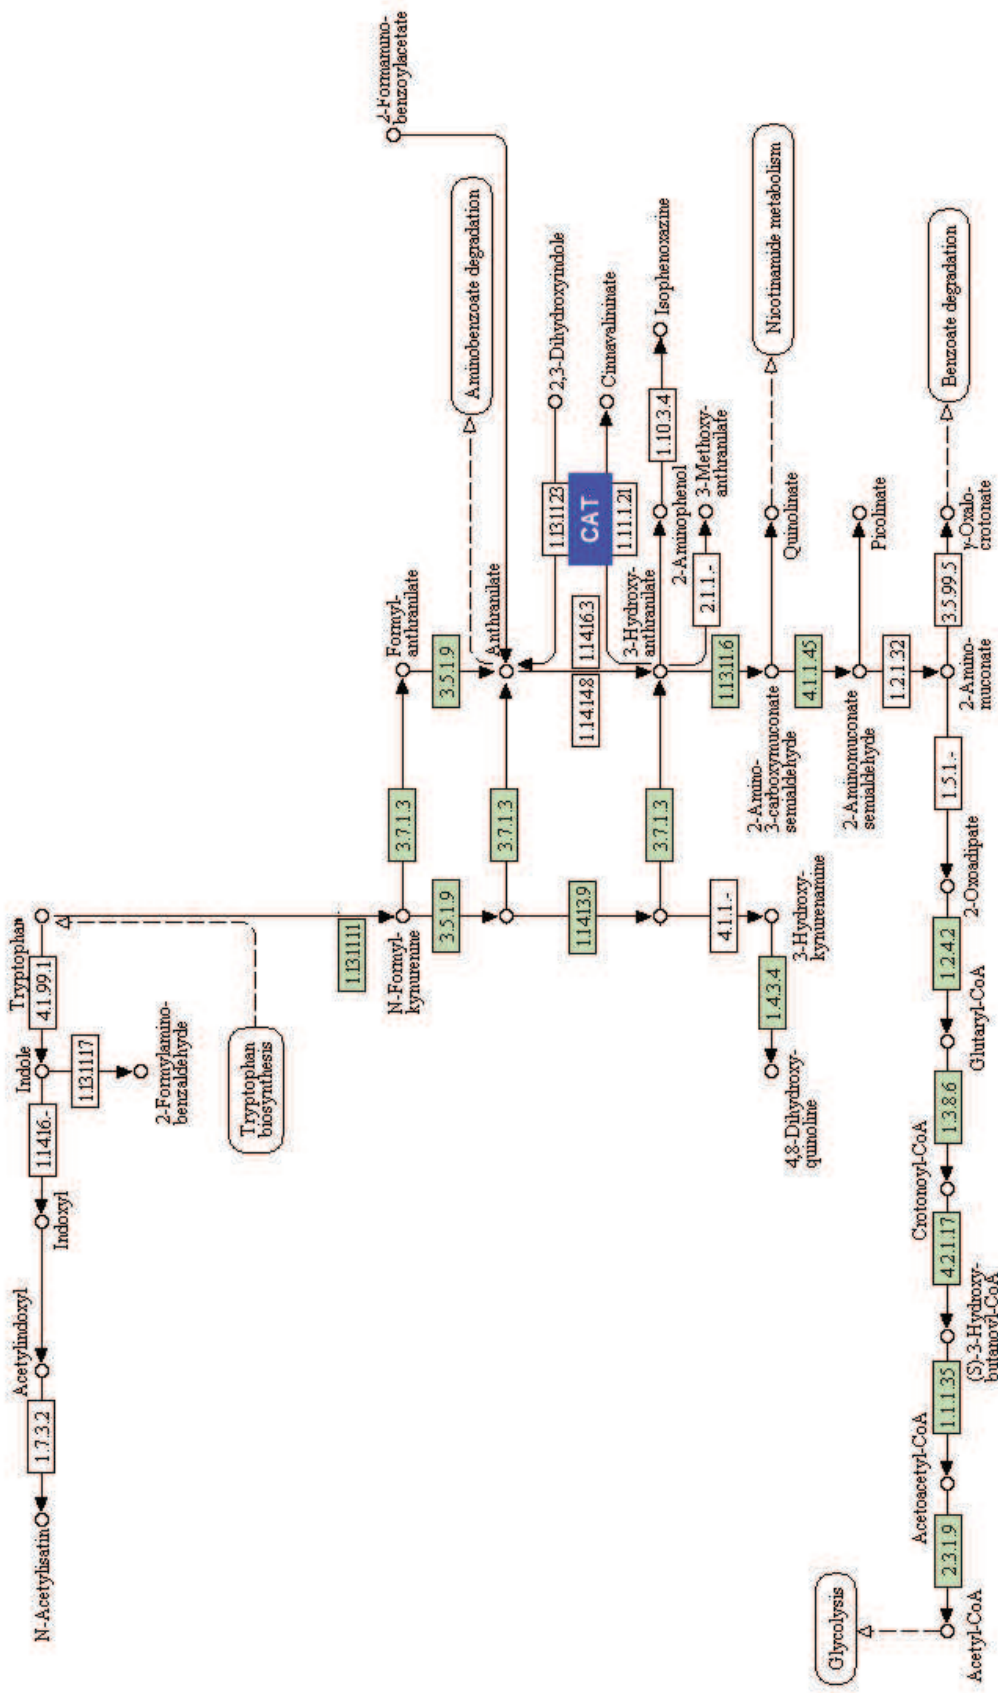 N-Acetylisatin
1.7.3.2
Acetylindoxyl
Indoxyl
1.14.16.-
Indole
4.1.99.1
Tryptophan
1.13.11.17
2-Formylamino-
benzaldehyde
Tryptophan
biosynthesis
1.13.11.11
N-Formyl-
kynurenine
3.7.1.3
Formyl-
anthranilate
2-Formamino-
benzoylacetate
3.5.1.9
3.5.1.9
Aminobenzoate degradation
3.7.1.3
Anthranilate
1.13.11.23
2,3-Dihydroxyindole
1.14.13.9
1.14.14.8
1.14.16.3
CAT
1.11.1.21
Cinnavalininate
3.7.1.3
3-Hydroxy-
anthranilate
2-Aminophenol
1.10.3.4
Isophenoxazine
2.1.1.-
3-Methoxy-
anthranilate
4.1.1.-
1.13.11.6
4,8-Dihydroxy-
quinoline
1.4.3.4
3-Hydroxy-
kynurenamine
2-Amino-
3-carboxymuconate
semialdehyde
Quinolinate
Nicotinamide metabolism
4.1.1.45
2-Aminomuconate
semialdehyde
Picolinate
1.2.1.32
Glycolysis
Acetyl-CoA
2.3.1.9
Acetoacetyl-CoA
1.1.1.35
(S)-3-Hydroxy-
butanoyl-CoA
4.2.1.17
Crotonoyl-CoA
1.3.8.6
Glutaryl-CoA
1.2.4.2
2-Oxoadipate
1.5.1.-
2-Amino-
muconate
3.5.99.5
γ-Oxalo-
crotonate
Benzoate degradation